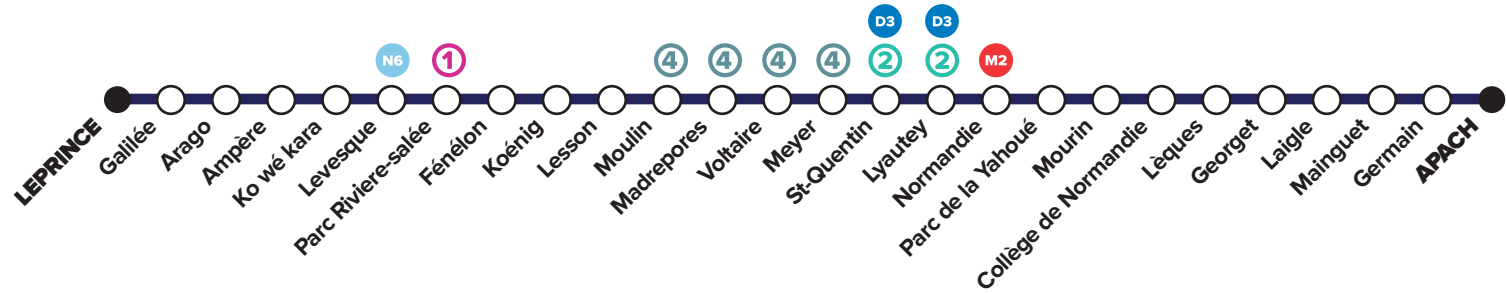 D3 D3
N6 1 4 4 4 4 2 2 M2
LEPRINCE
Galilée
Arago
Ampère
Ko wé kara
Levesque
Parc Riviere-salée
Fénélon
Koénig
Lesson
Moulin
Madrepores
Voltaire
Meyer
St-Quentin
Lyautey
Normandie
Parc de la Yahoué
Mourin
Collège de Normandie
Lèques
Georget
Laigle
Mainguet
Germain
APACH